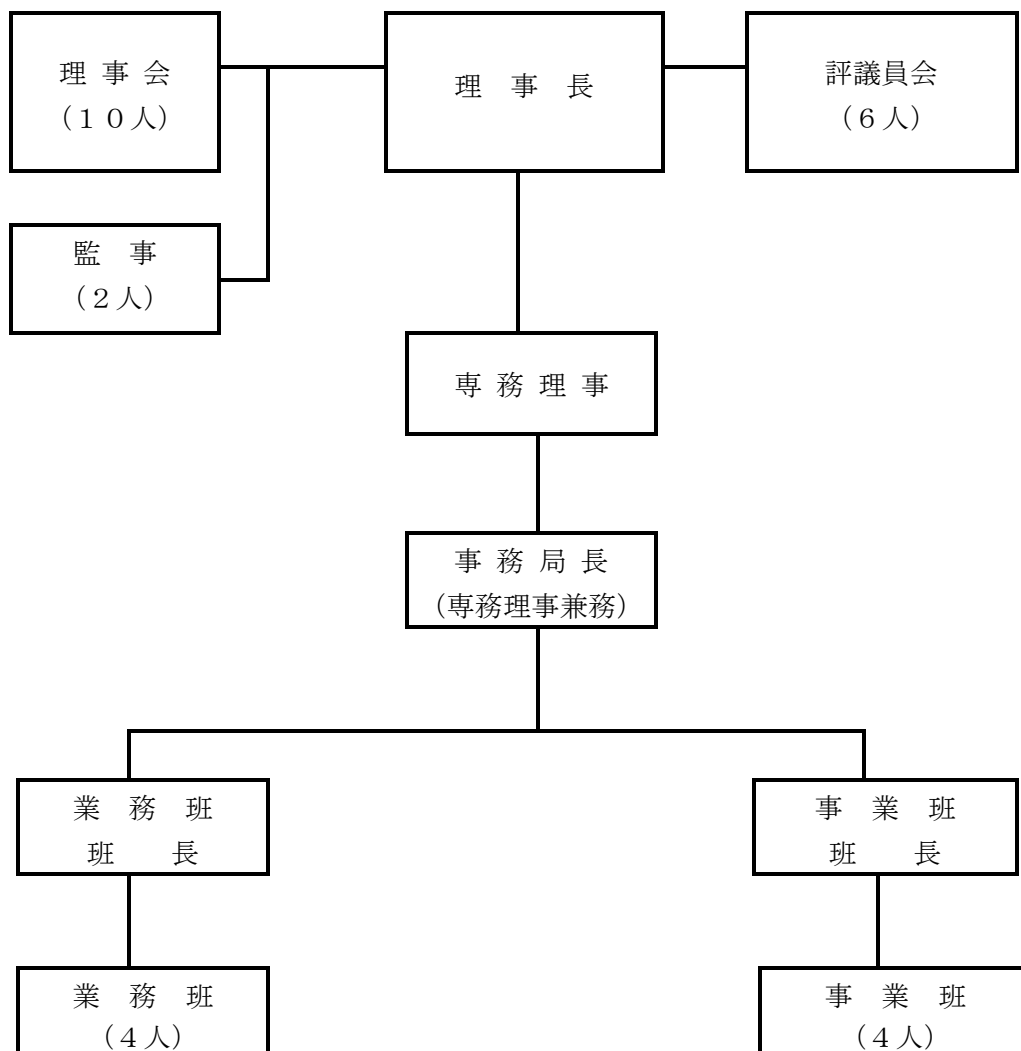 理 事 会
（１０人）
理　事　長
評議員会
（６人）
監　事
（２人）
専 務 理 事
事 務 局 長
（専務理事兼務）
業　務　班
班　　長
事　業　班
班　　長
業　務　班
（４人）
事　業　班
（４人）